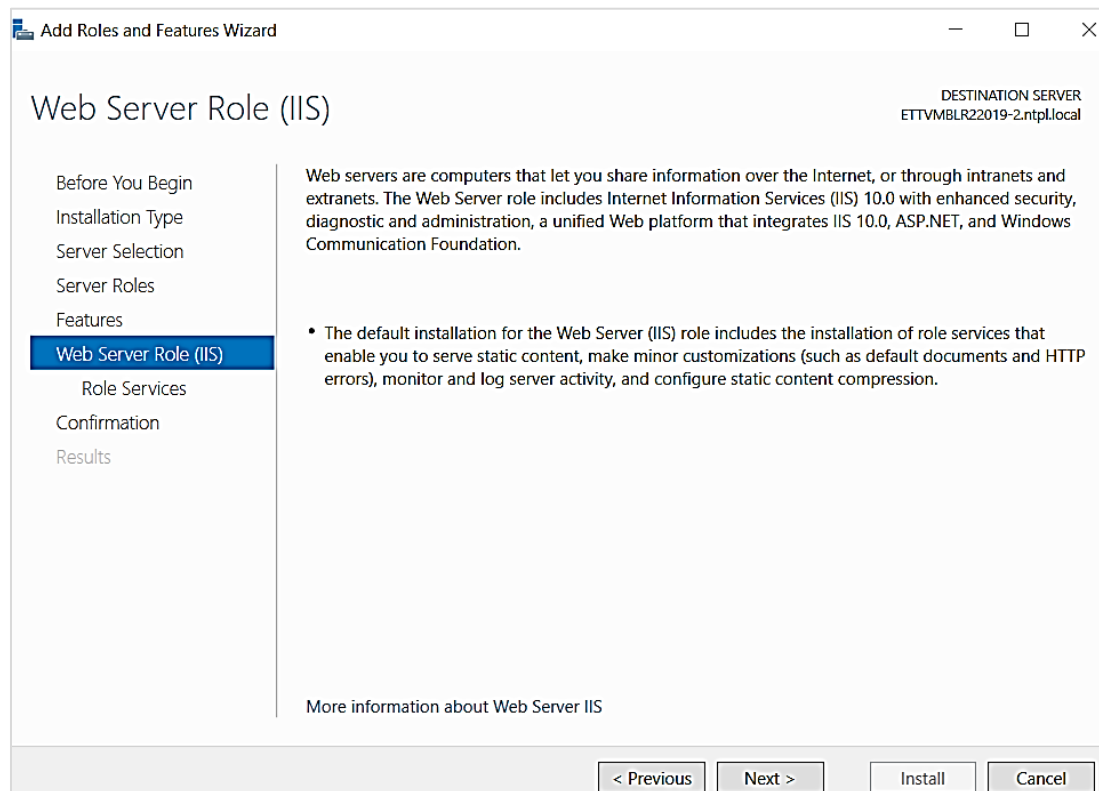 Add Roles and Features Wizard
Web Server Role (IIS)
DESTINATION SERVER
ETTVMBLR22019-2.ntpl.local
Before You Begin
Installation Type
Server Selection
Server Roles
Features
Web Server Role (IIS)
Role Services
Confirmation
Results
Web servers are computers that let you share information over the Internet, or through intranets and
extranets. The Web Server role includes Internet Information Services (IIS) 10.0 with enhanced security,
diagnostic and administration, a unified Web platform that integrates IIS 10.0, ASP.NET, and Windows
Communication Foundation.
• The default installation for the Web Server (IIS) role includes the installation of role services that
enable you to serve static content, make minor customizations (such as default documents and HTTP
errors), monitor and log server activity, and configure static content compression.
More information about Web Server IIS
< Previous
Next >
Install
Cancel